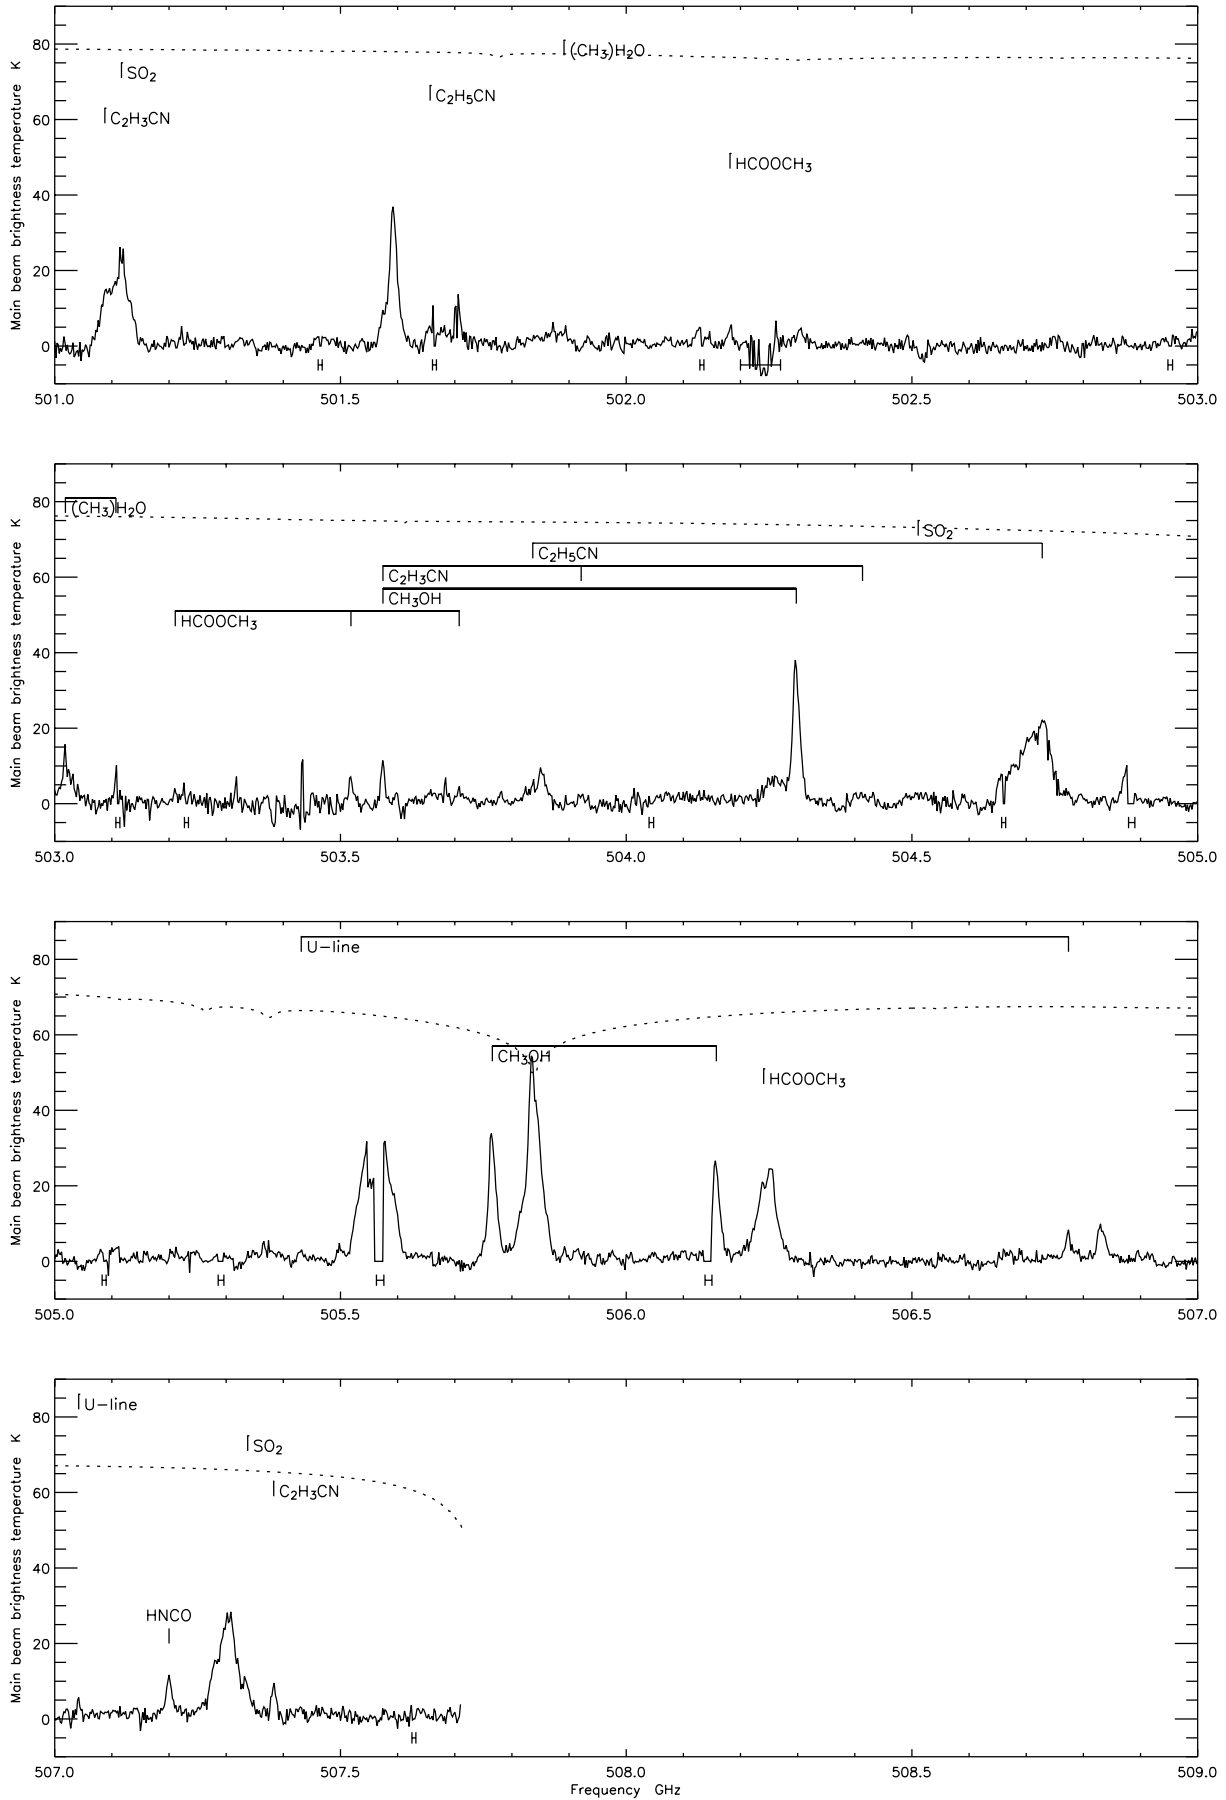 (CH₃)H₂O
SO₂
C₂H₅CN
C₂H₃CN
HCOOCH₃
Main beam brightness temperature K
80
60
40
20
0
501.0 501.5 502.0 502.5 503.0
(CH₃)H₂O
SO₂
C₂H₅CN
C₂H₃CN
CH₃OH
HCOOCH₃
Main beam brightness temperature K
80
60
40
20
0
503.0 503.5 504.0 504.5 505.0
U-line
CH₃OH
HCOOCH₃
Main beam brightness temperature K
80
60
40
20
0
505.0 505.5 506.0 506.5 507.0
U-line
SO₂
C₂H₃CN
HNCO
Main beam brightness temperature K
80
60
40
20
0
507.0 507.5 508.0 508.5 509.0
Frequency GHz